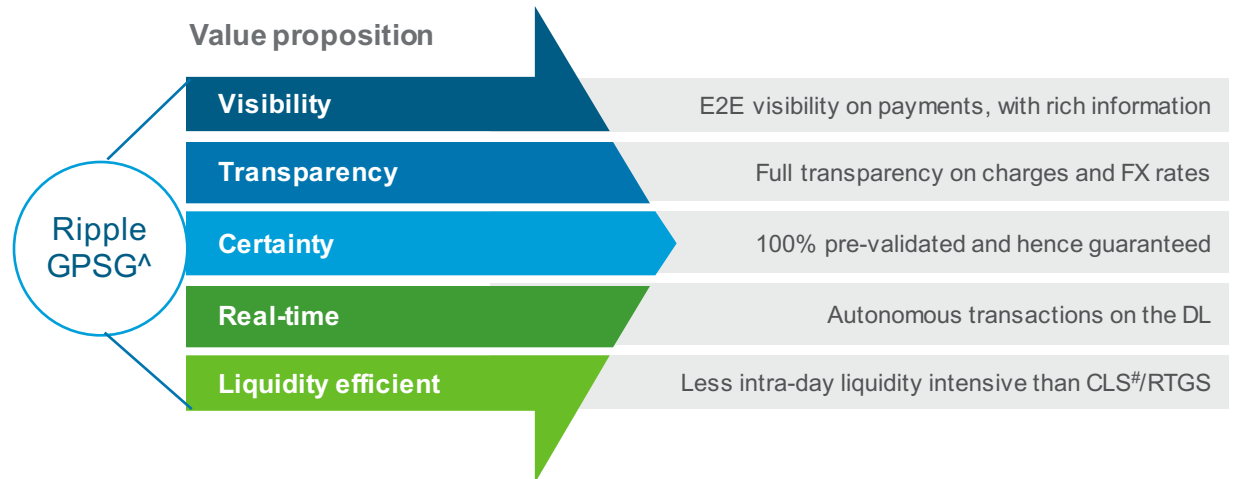 Value proposition
Ripple
GPSG^
Visibility
E2E visibility on payments, with rich information
Transparency
Full transparency on charges and FX rates
Certainty
100% pre-validated and hence guaranteed
Real-time
Autonomous transactions on the DL
Liquidity efficient
Less intra-day liquidity intensive than CLS#/RTGS